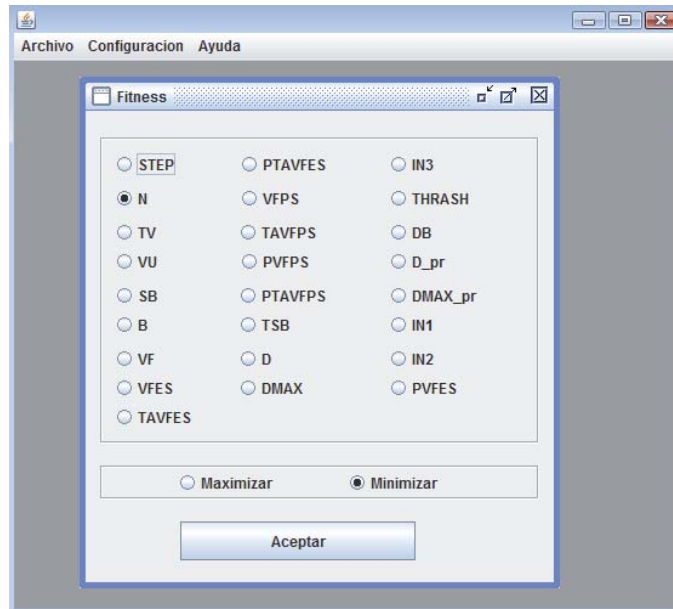 Archivo Configuracion Ayuda
Fitness
STEP PTAVFES IN3
N VFPS THRASH
TV TAVFPS DB
VU PVFPS D_pr
SB PTAVFPS DMAX_pr
B TSB IN1
VF D IN2
VFES DMAX PVFES
TAVFES
Maximizar Minimizar
Aceptar